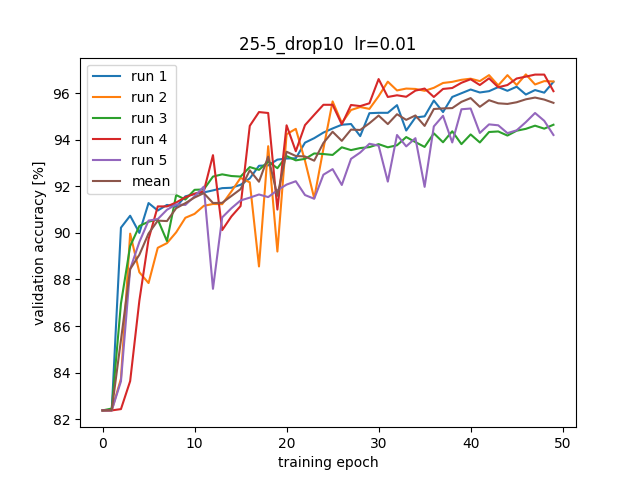 25-5_drop10  lr=0.01
run 1
run 2
run 3
run 4
run 5
mean
validation accuracy [%]
96
94
92
90
88
86
84
82
0 10 20 30 40 50
training epoch